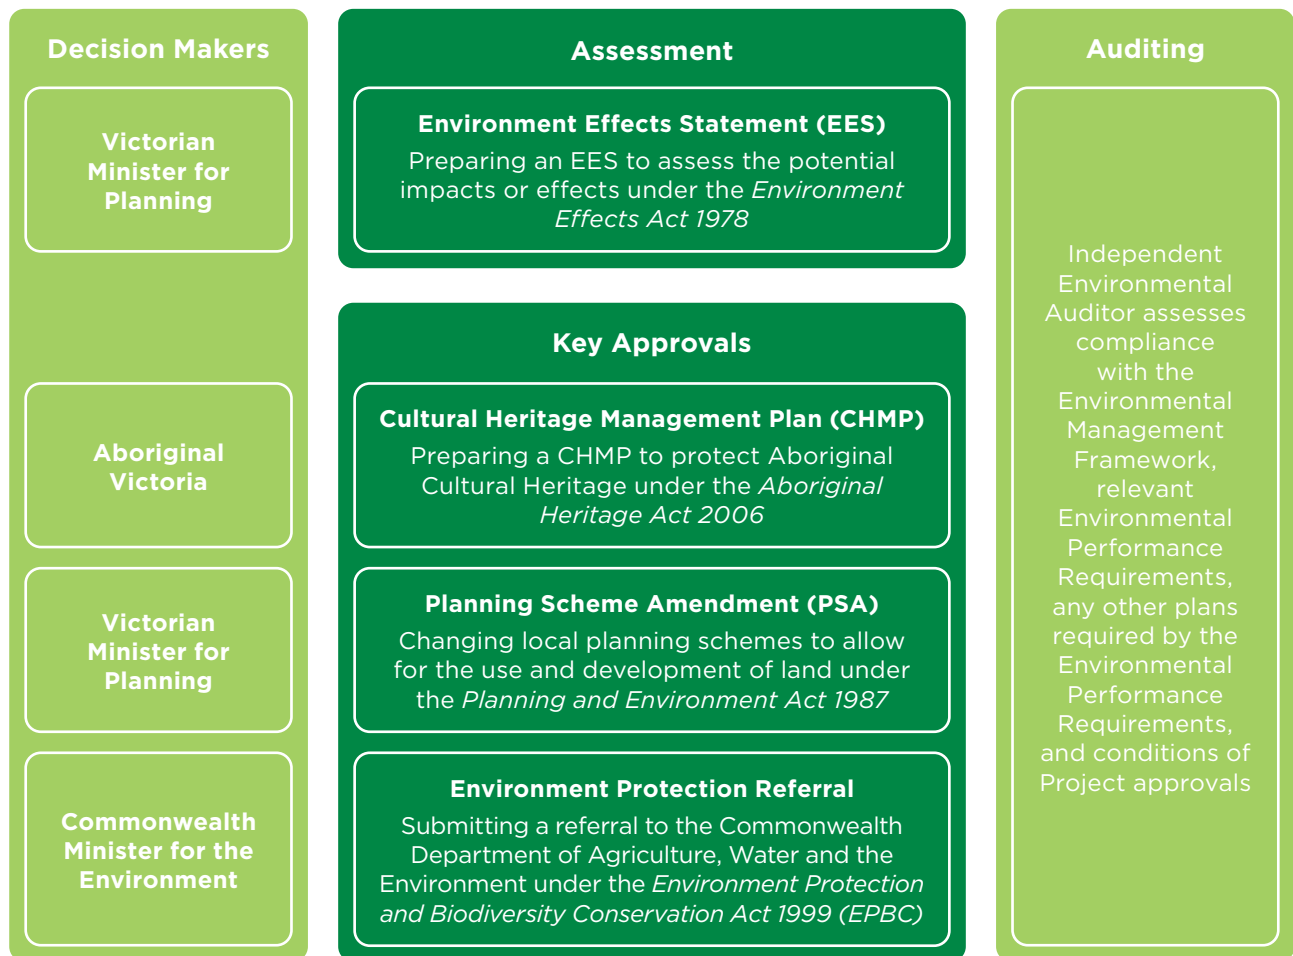 Decision Makers
Victorian
Minister for
Planning
Aboriginal
Victoria
Victorian
Minister for
Planning
Commonwealth
Minister for the
Environment
Assessment
Environment Effects Statement (EES)
Preparing an EES to assess the potential
impacts or effects under the Environment
Effects Act 1978
Key Approvals
Cultural Heritage Management Plan (CHMP)
Preparing a CHMP to protect Aboriginal
Cultural Heritage under the Aboriginal
Heritage Act 2006
Planning Scheme Amendment (PSA)
Changing local planning schemes to allow
for the use and development of land under
the Planning and Environment Act 1987
Environment Protection Referral
Submitting a referral to the Commonwealth
Department of Agriculture, Water and the
Environment under the Environment Protection
and Biodiversity Conservation Act 1999 (EPBC)
Auditing
Independent
Environmental
Auditor assesses
compliance
with the
Environmental
Management
Framework,
relevant
Environmental
Performance
Requirements,
any other plans
required by the
Environmental
Performance
Requirements,
and conditions of
Project approvals